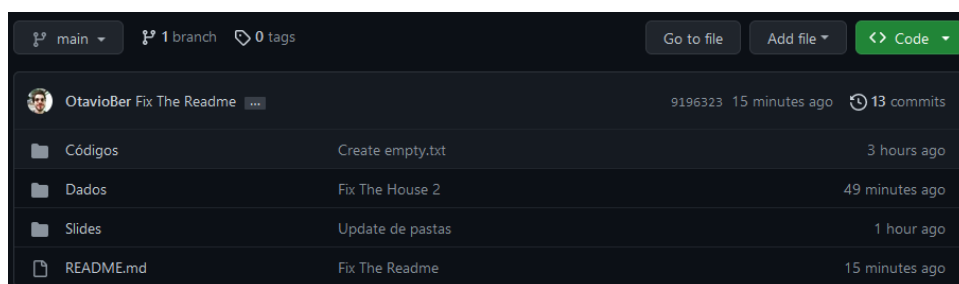 main 1 branch 0 tags Go to file Add file Code
OtavioBer Fix The Readme ... 9196323 15 minutes ago 13 commits
Códigos Create empty.txt 3 hours ago
Dados Fix The House 2 49 minutes ago
Slides Update de pastas 1 hour ago
README.md Fix The Readme 15 minutes ago